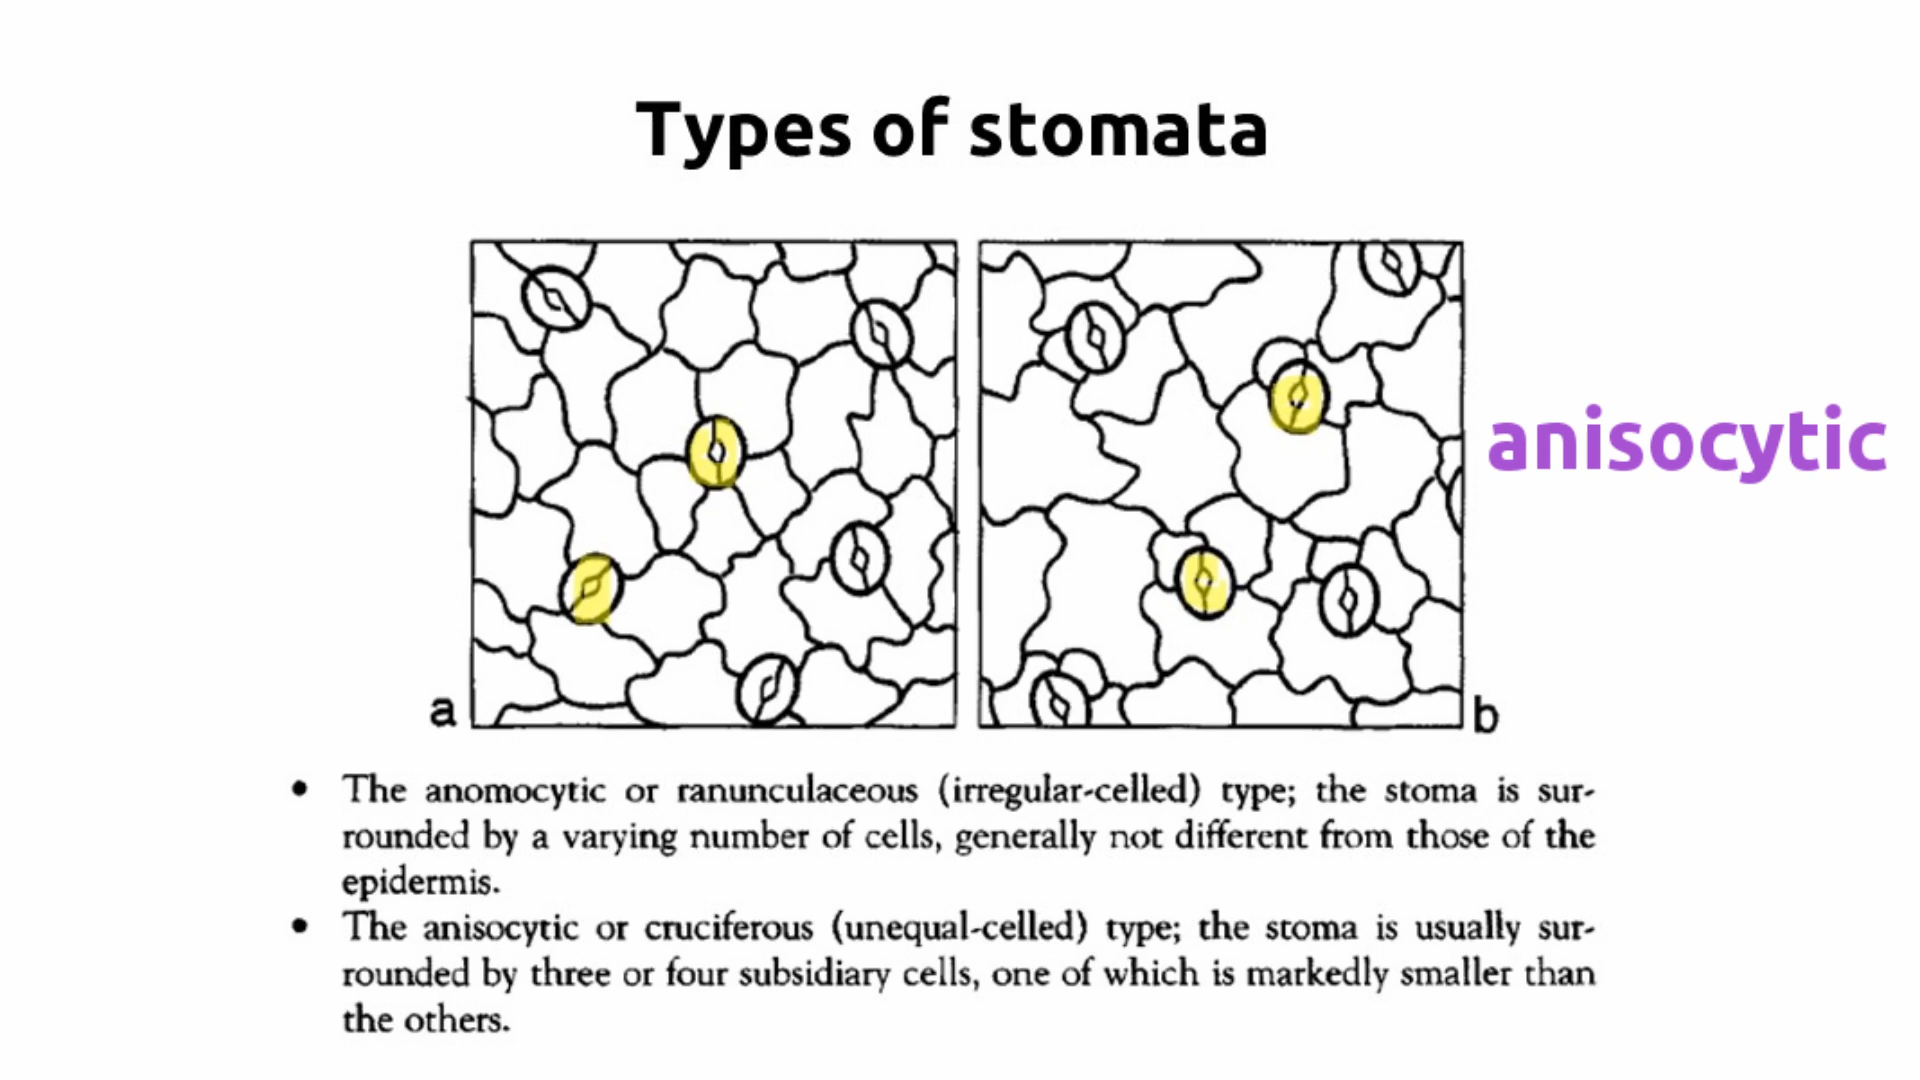 Types of stomata
anisocytic
a
b
• The anomocytic or ranunculaceous (irregular-celled) type; the stoma is sur-
rounded by a varying number of cells, generally not different from those of the
epidermis.
• The anisocytic or cruciferous (unequal-celled) type; the stoma is usually sur-
rounded by three or four subsidiary cells, one of which is markedly smaller than
the others.